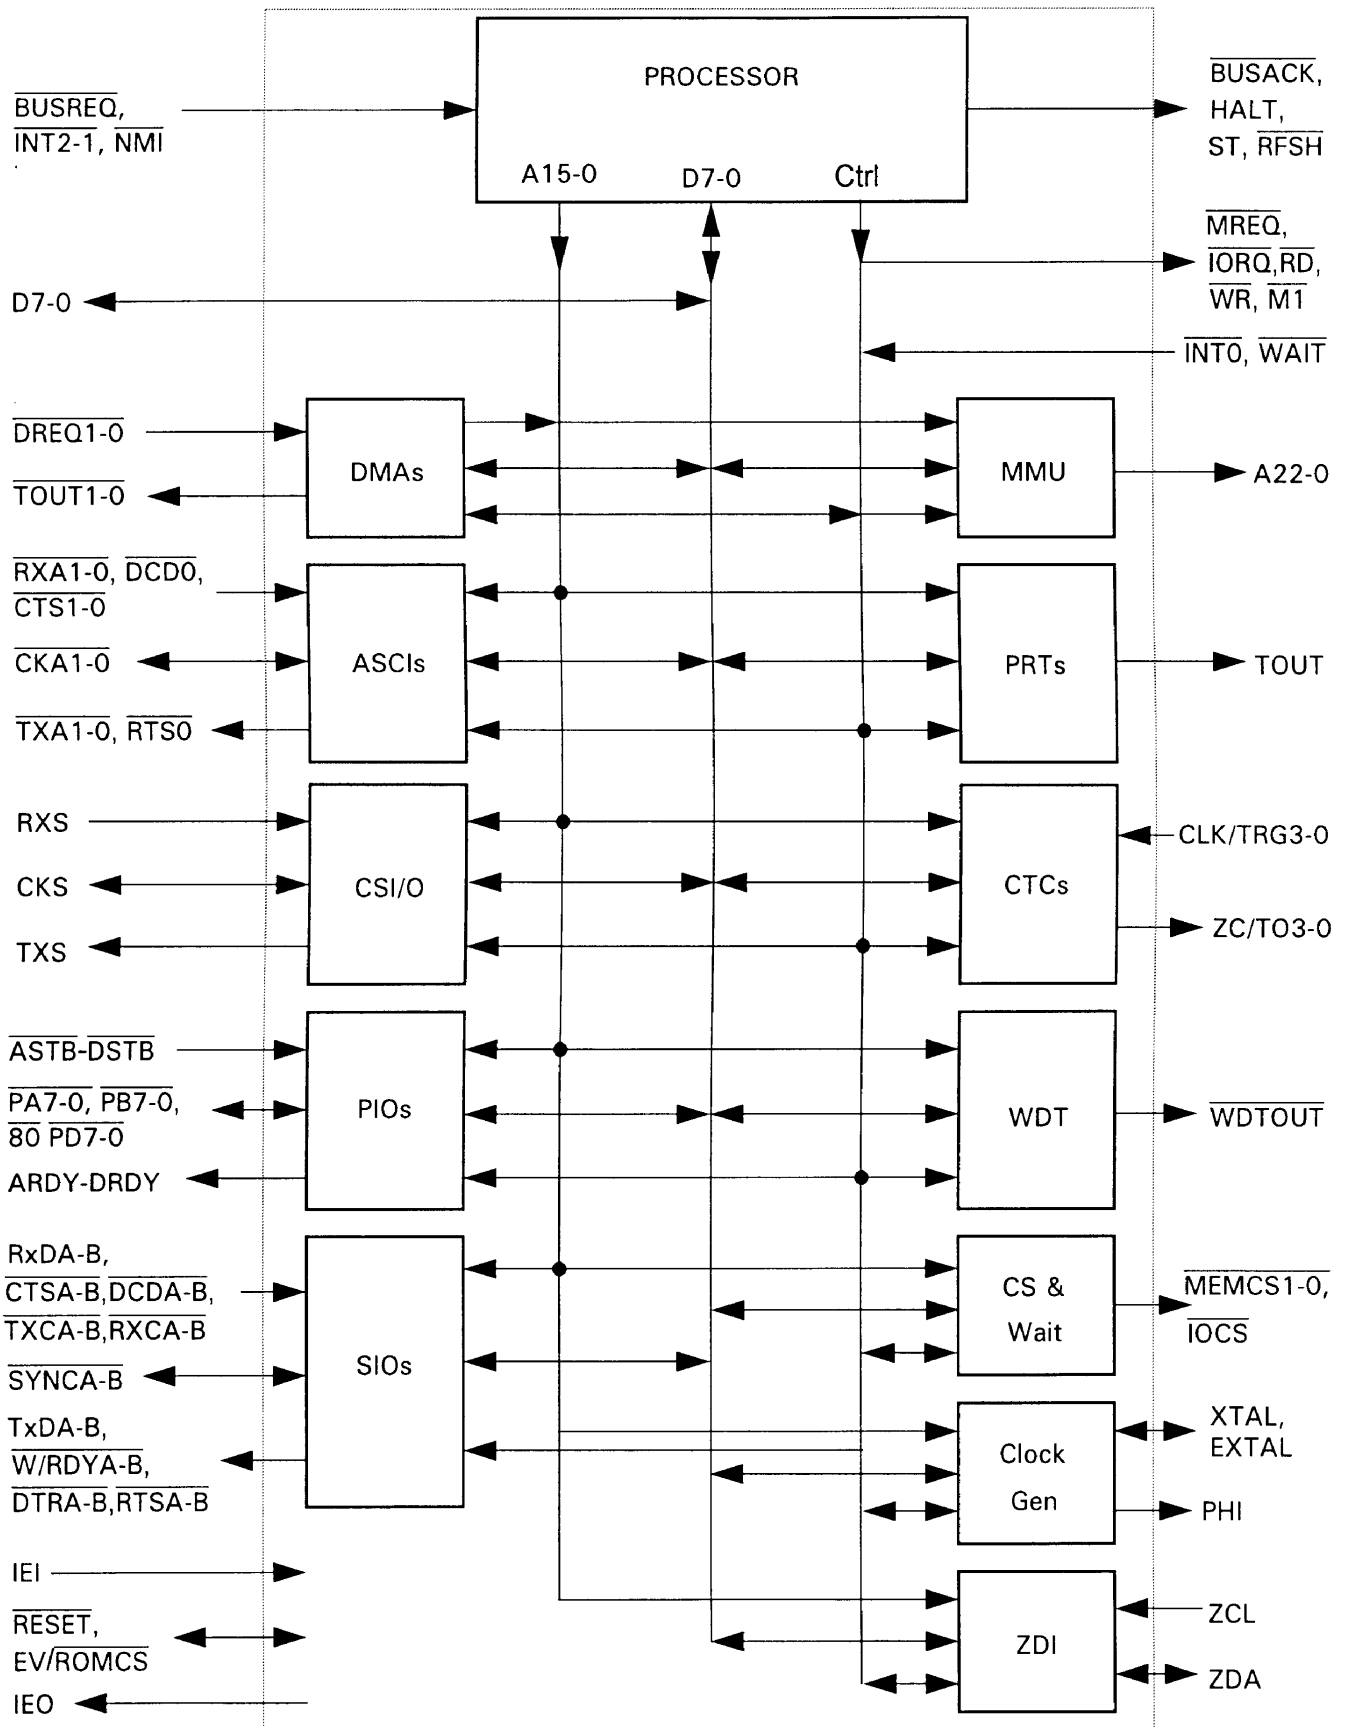 PROCESSOR
A15-0 D7-0 Ctrl
BUSREQ,
INT2-1, NMI
BUSACK,
HALT,
ST, RFSH
MREQ,
IORQ,RD,
WR, M1
D7-0
INT0, WAIT
DREQ1-0
TOUT1-0
DMAs
MMU
A22-0
RXA1-0, DCD0,
CTS1-0
CKA1-0
TXA1-0, RTS0
ASCIs
PRTs
TOUT
RXS
CKS
TXS
CSI/O
CTCs
CLK/TRG3-0
ZC/TO3-0
ASTB-DSTB
PA7-0, PB7-0,
80 PD7-0
ARDY-DRDY
PIOs
WDT
WDTOUT
RxDA-B,
CTSA-B,DCDA-B,
TXCA-B,RXCA-B
SYNCA-B
TxDA-B,
W/RDYA-B,
DTRA-B,RTSA-B
SIOs
CS &
Wait
MEMCS1-0,
IOCS
Clock
Gen
XTAL,
EXTAL
PHI
IEI
RESET,
EV/ROMCS
IEO
ZDI
ZCL
ZDA